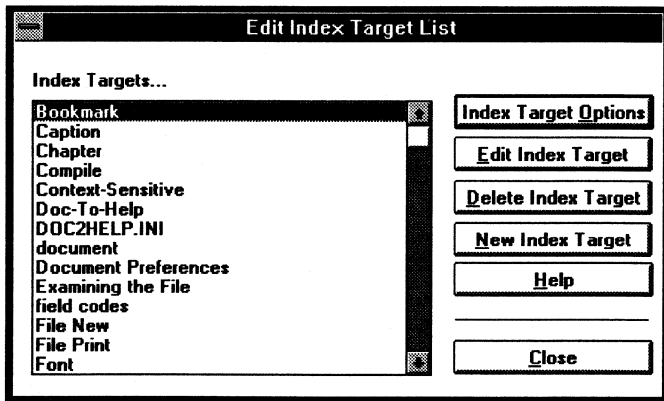 Edit Index Target List
Index Targets...
Bookmark
Caption
Chapter
Compile
Context-Sensitive
Doc-To-Help
DOC2HELP.INI
document
Document Preferences
Examining the File
field codes
File New
File Print
Font
Index Target Options
Edit Index Target
Delete Index Target
New Index Target
Help
Close